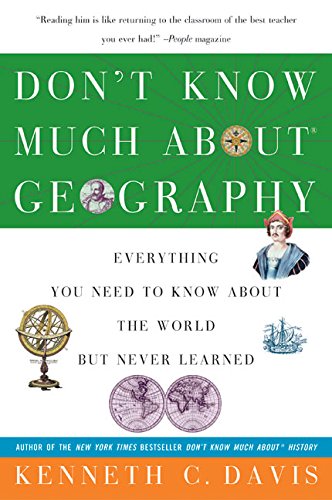 “Reading him is like returning to the classroom of the best teacher
you ever had!” –People magazine
DON'T KNOW
MUCH ABOUT®
GEOGRAPHY
EVERYTHING
YOU NEED TO KNOW ABOUT
THE WORLD
BUT NEVER LEARNED
AUTHOR OF THE NEW YORK TIMES BESTSELLER DON'T KNOW MUCH ABOUT® HISTORY
KENNETH C. DAVIS